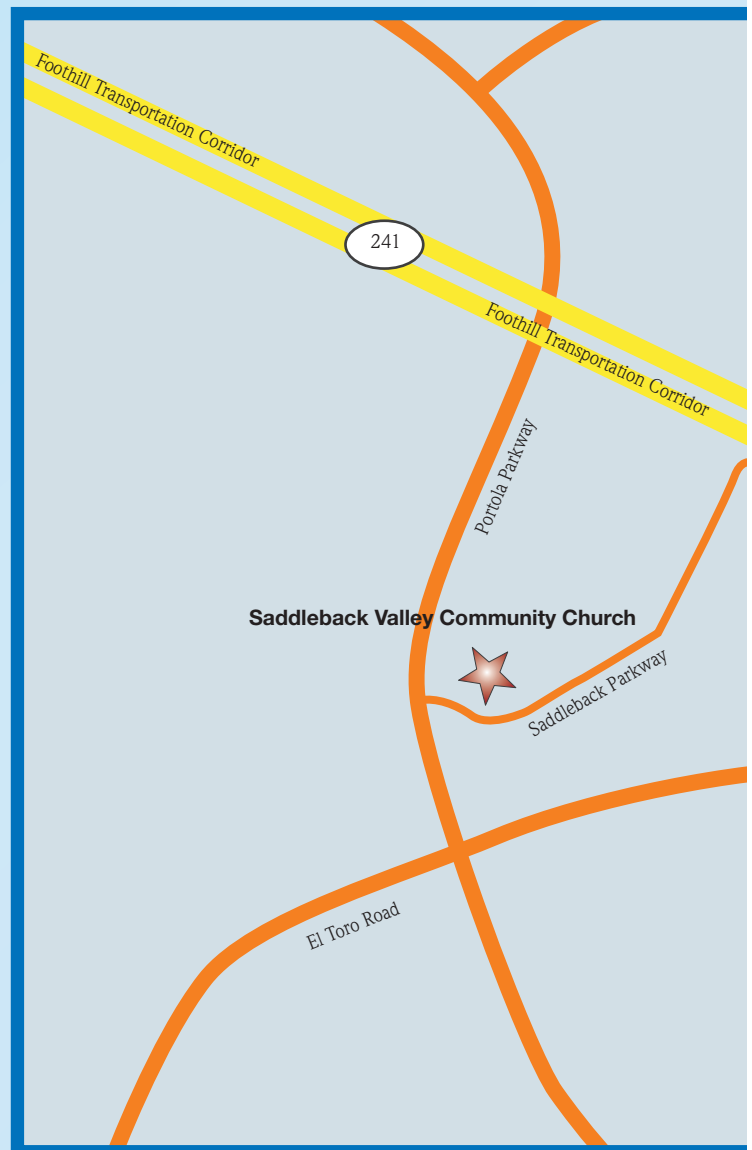 Foothill Transportation Corridor
241
Foothill Transportation Corridor
Portola Parkway
Saddleback Valley Community Church
Saddleback Parkway
El Toro Road